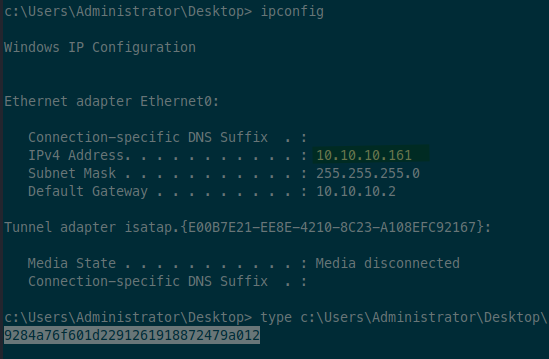 c:\Users\Administrator\Desktop> ipconfig
Windows IP Configuration
Ethernet adapter Ethernet0:
Connection-specific DNS Suffix  . :
IPv4 Address. . . . . . . . . . . : 10.10.10.161
Subnet Mask . . . . . . . . . . . : 255.255.255.0
Default Gateway . . . . . . . . . : 10.10.10.2
Tunnel adapter isatap.{E00B7E21-EE8E-4210-8C23-A108EFC92167}:
Media State . . . . . . . . . . . : Media disconnected
Connection-specific DNS Suffix  . :
c:\Users\Administrator\Desktop> type c:\Users\Administrator\Desktop\
9284a76f601d2291261918872479a012